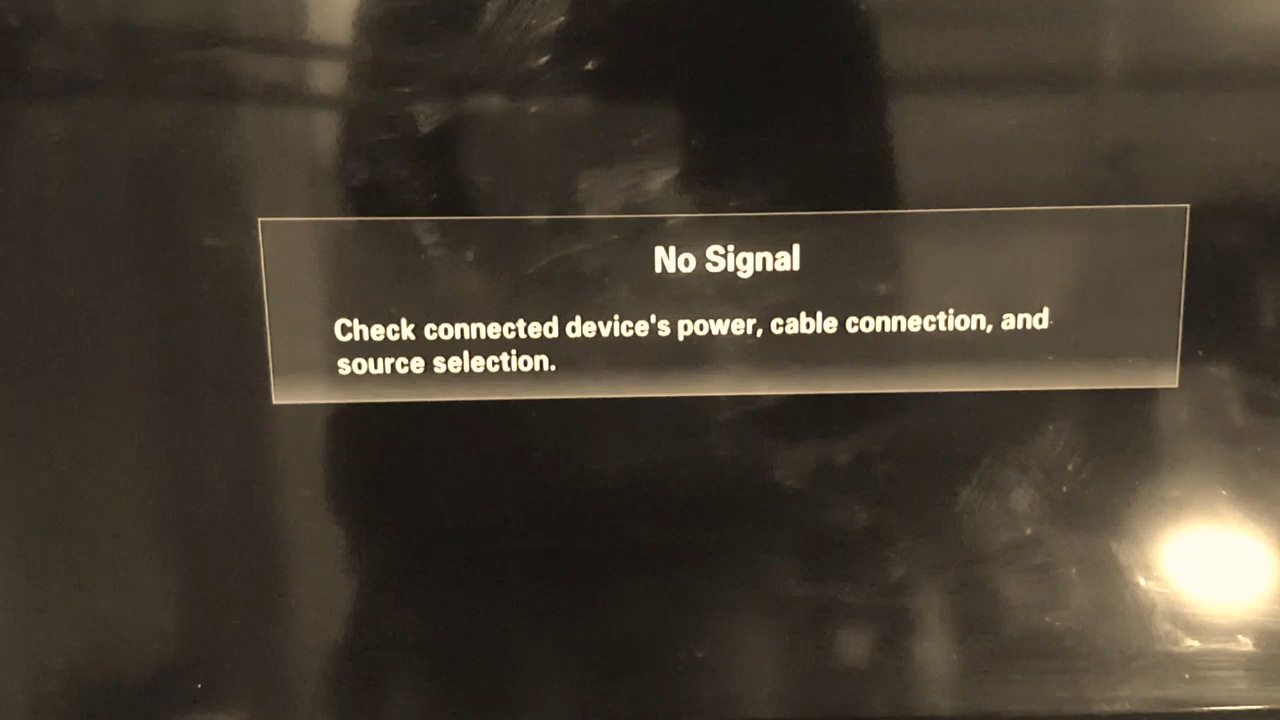 No Signal
Check connected device's power, cable connection, and
source selection.